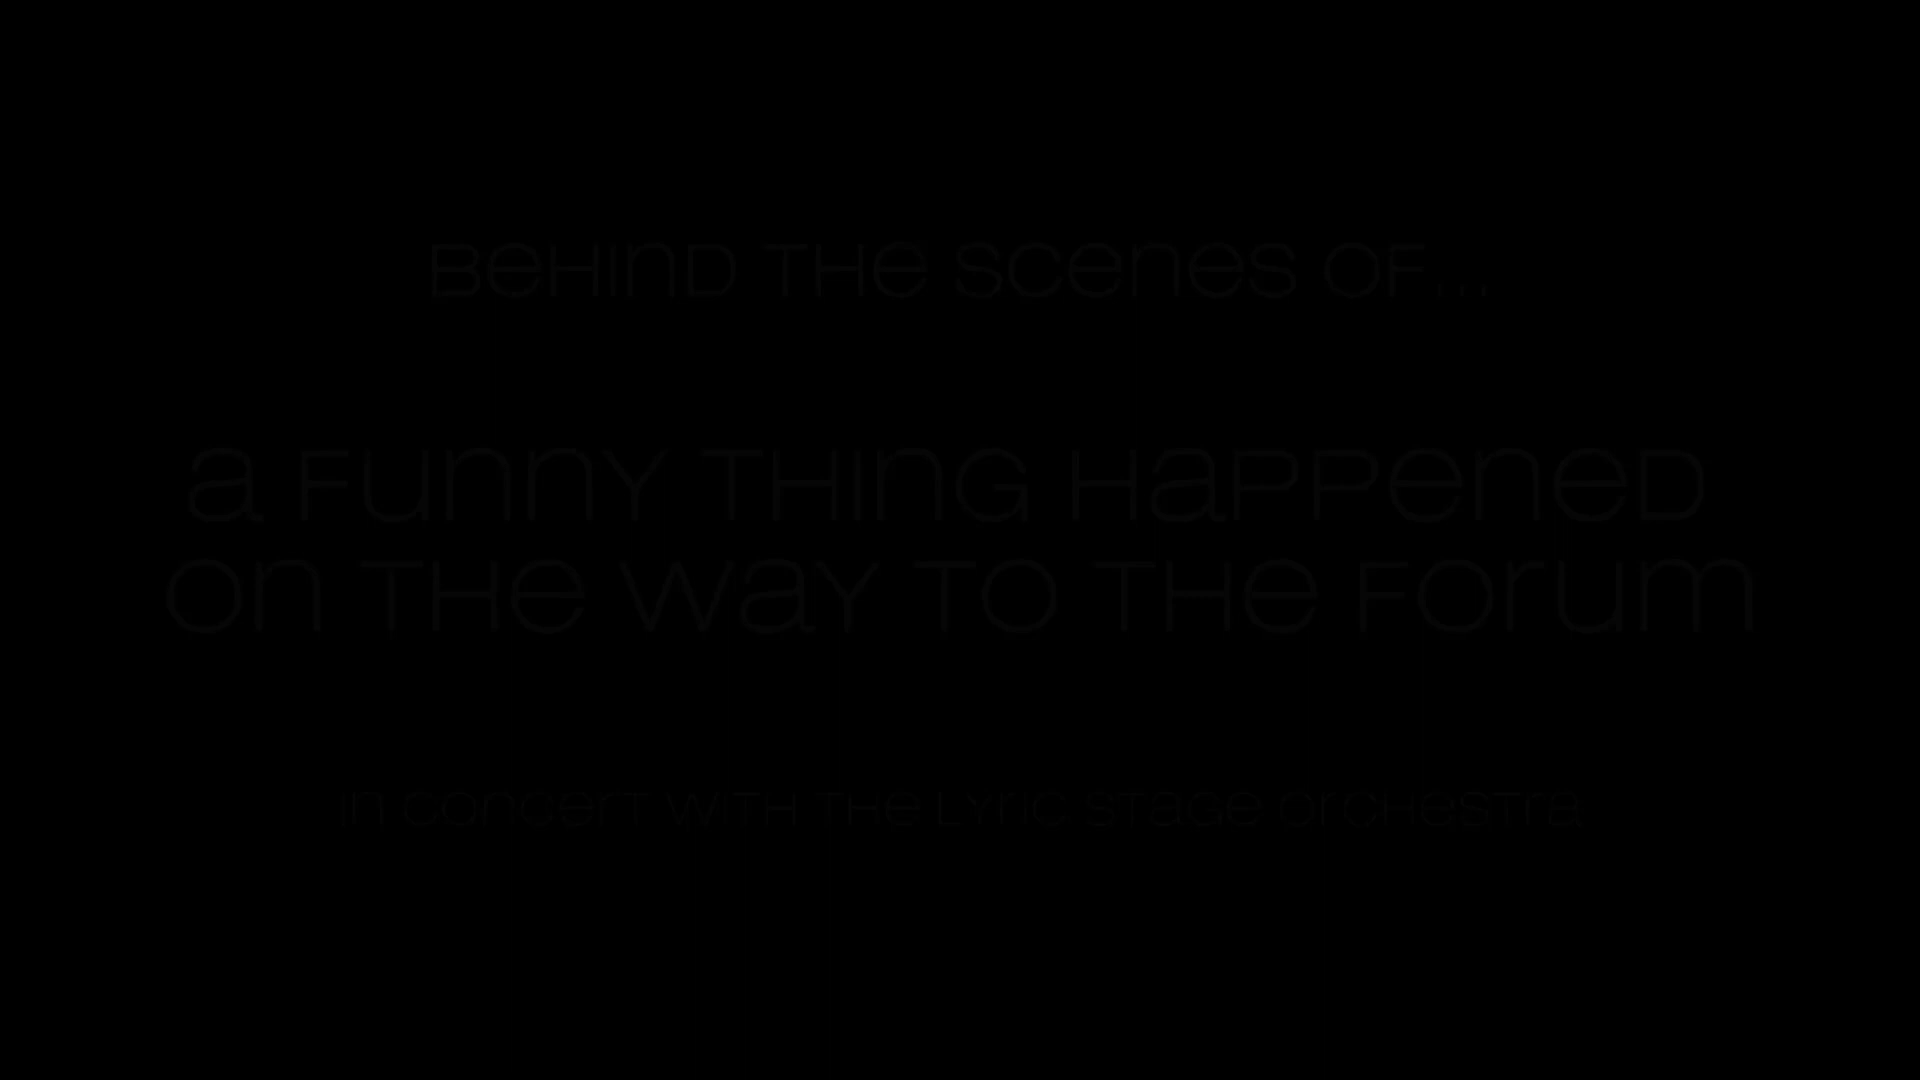 BeHInD THe SCenes OF...
a Funny THInG HaPPeneD
on THe Way TO THe Forum
In concerT WITH THe Lyric STaGe OrCHeSTra